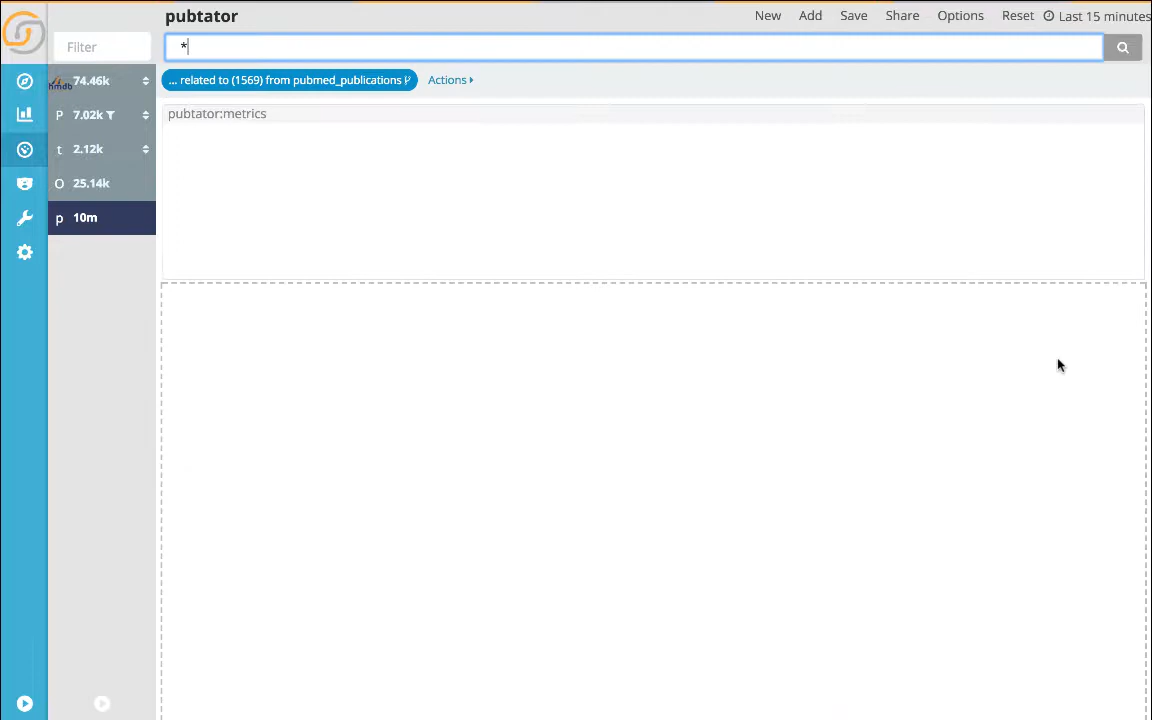 pubtator
New Add Save Share Options Reset Last 15 minutes
Filter
*
hmdb 74.46k
... related to (1569) from pubmed_publications
Actions
P 7.02k
pubtator:metrics
t 2.12k
O 25.14k
p 10m